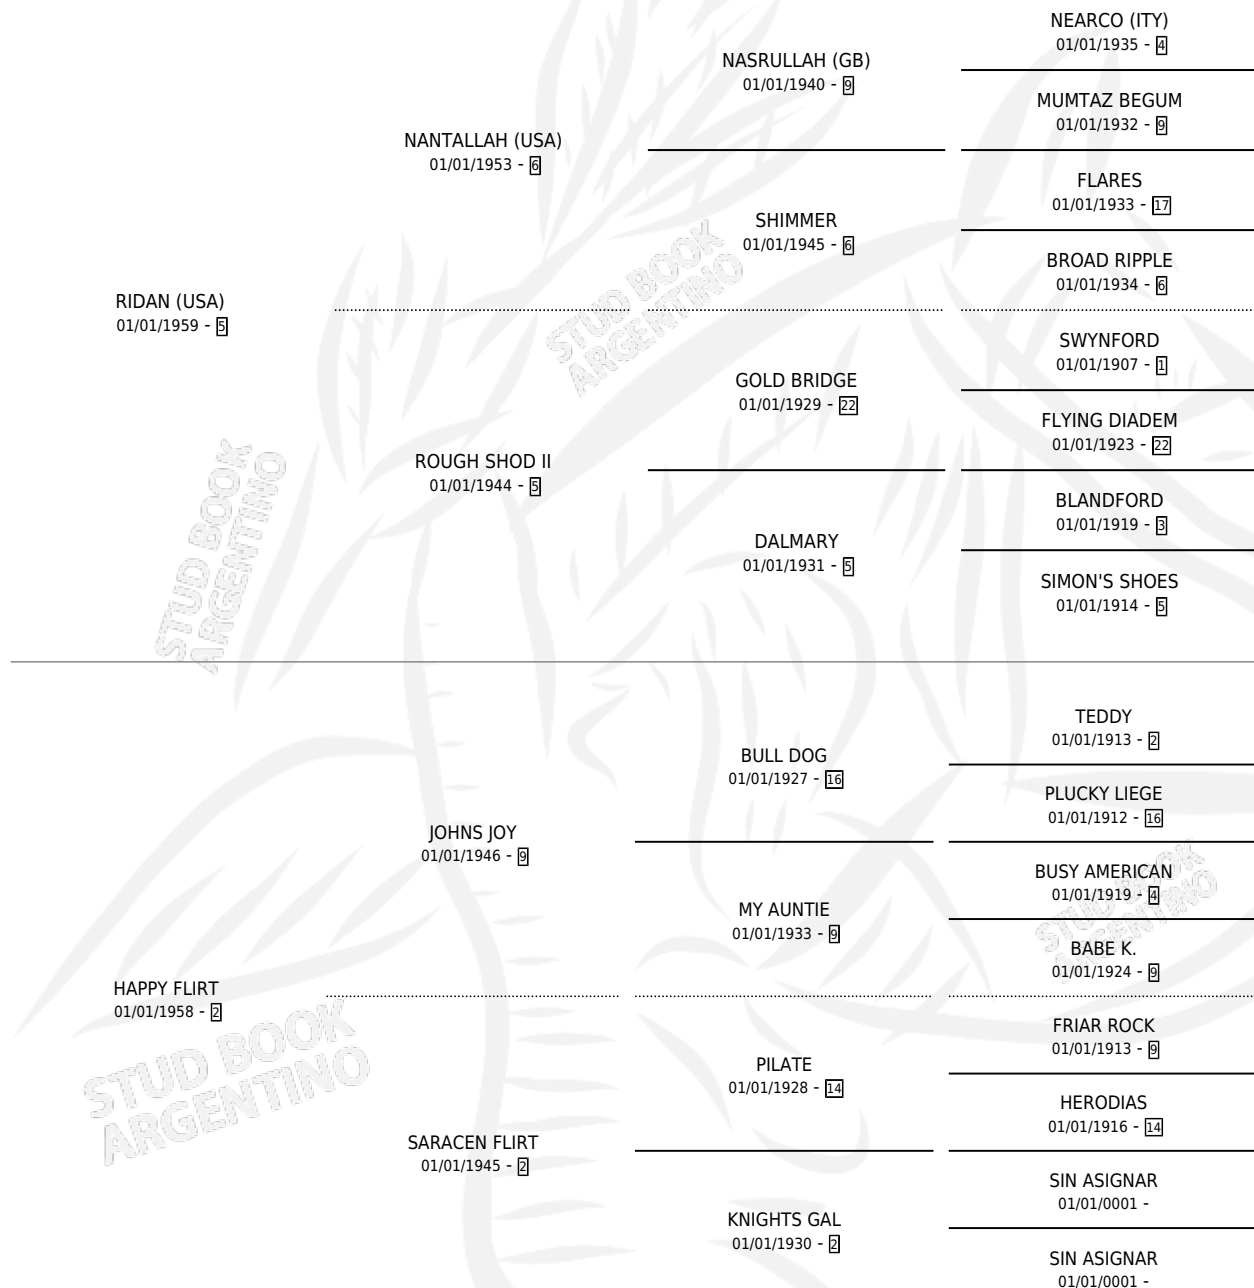 NEARCO (ITY)
01/01/1935 - 4
NASRULLAH (GB)
01/01/1940 - 9
MUMTAZ BEGUM
01/01/1932 - 9
NANTALLAH (USA)
01/01/1953 - 6
FLARES
01/01/1933 - 17
SHIMMER
01/01/1945 - 6
BROAD RIPPLE
01/01/1934 - 6
RIDAN (USA)
01/01/1959 - 5
SWYNFORD
01/01/1907 - 1
GOLD BRIDGE
01/01/1929 - 22
FLYING DIADEM
01/01/1923 - 22
ROUGH SHOD II
01/01/1944 - 5
BLANDFORD
01/01/1919 - 3
DALMARY
01/01/1931 - 5
SIMON'S SHOES
01/01/1914 - 5
TEDDY
01/01/1913 - 2
BULL DOG
01/01/1927 - 16
PLUCKY LIEGE
01/01/1912 - 16
JOHNS JOY
01/01/1946 - 9
BUSY AMERICAN
01/01/1919 - 4
MY AUNTIE
01/01/1933 - 9
BABE K.
01/01/1924 - 9
HAPPY FLIRT
01/01/1958 - 2
FRIAR ROCK
01/01/1913 - 9
PILATE
01/01/1928 - 14
HERODIAS
01/01/1916 - 14
SARACEN FLIRT
01/01/1945 - 2
SIN ASIGNAR
01/01/0001 -
KNIGHTS GAL
01/01/1930 - 2
SIN ASIGNAR
01/01/0001 -
STUD BOOK
ARGENTINO
STUD BOOK
ARGENTINO
STUD BOOK
ARGENTINO
STUD BOOK
ARGENTINO